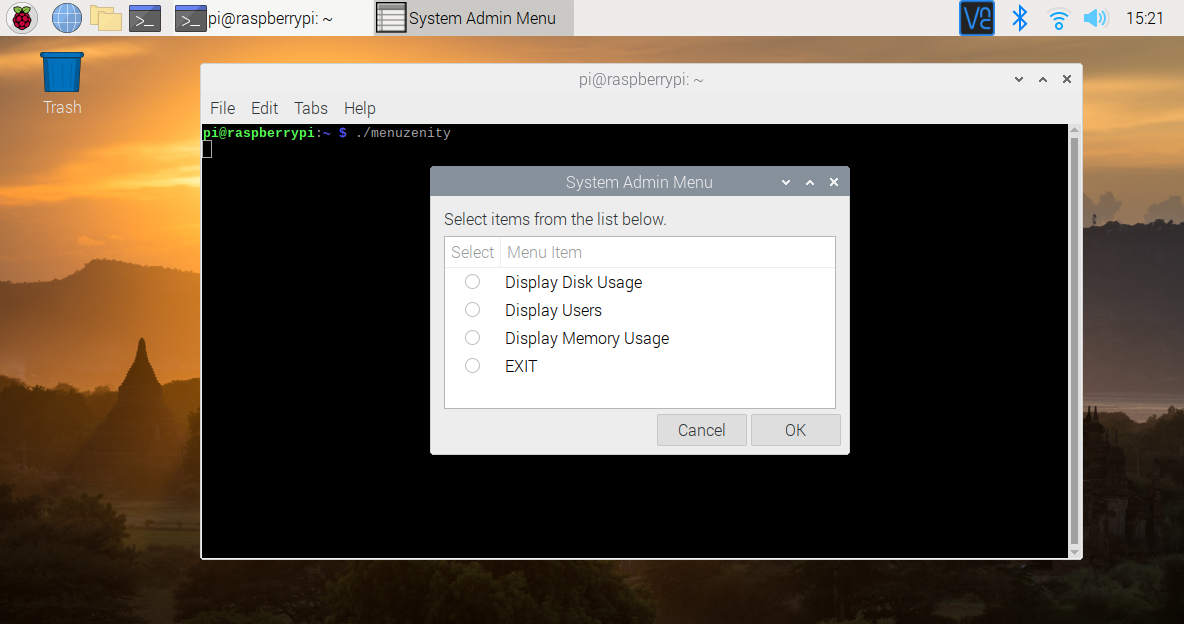 pi@raspberrypi: ~
System Admin Menu
15:21
Trash
pi@raspberrypi: ~
File Edit Tabs Help
pi@raspberrypi:~ $ ./menuzenity
System Admin Menu
Select items from the list below.
Select Menu Item
Display Disk Usage
Display Users
Display Memory Usage
EXIT
Cancel OK